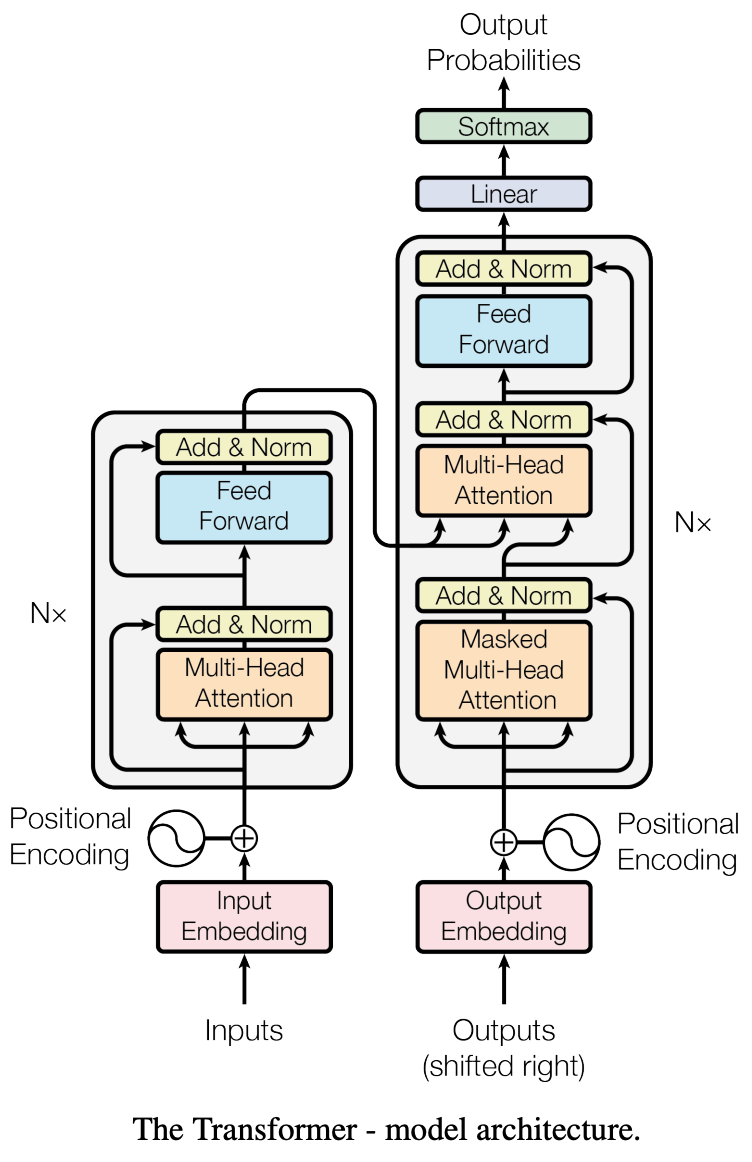 Output
Probabilities
Softmax
Linear
Add & Norm
Feed
Forward
Add & Norm
Multi-Head
Attention
Add & Norm
Masked
Multi-Head
Attention
N×
Add & Norm
Feed
Forward
Add & Norm
Multi-Head
Attention
N×
Positional
Encoding
Positional
Encoding
Input
Embedding
Output
Embedding
Inputs
Outputs
(shifted right)
The Transformer - model architecture.